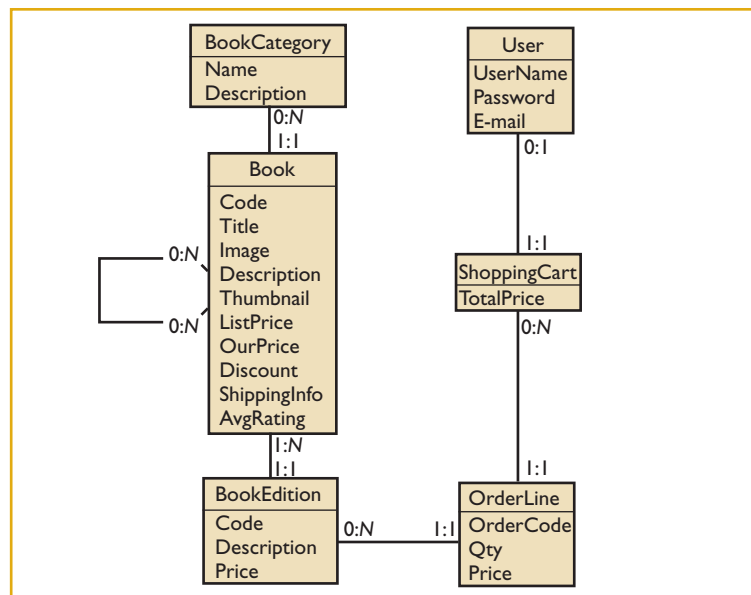 BookCategory
Name
Description
0:N
1:1
Book
Code
Title
Image
Description
Thumbnail
ListPrice
OurPrice
Discount
ShippingInfo
AvgRating
0:N
0:N
1:N
1:1
BookEdition
Code
Description
Price
0:N
1:1
User
UserName
Password
E-mail
0:1
1:1
ShoppingCart
TotalPrice
0:N
1:1
OrderLine
OrderCode
Qty
Price